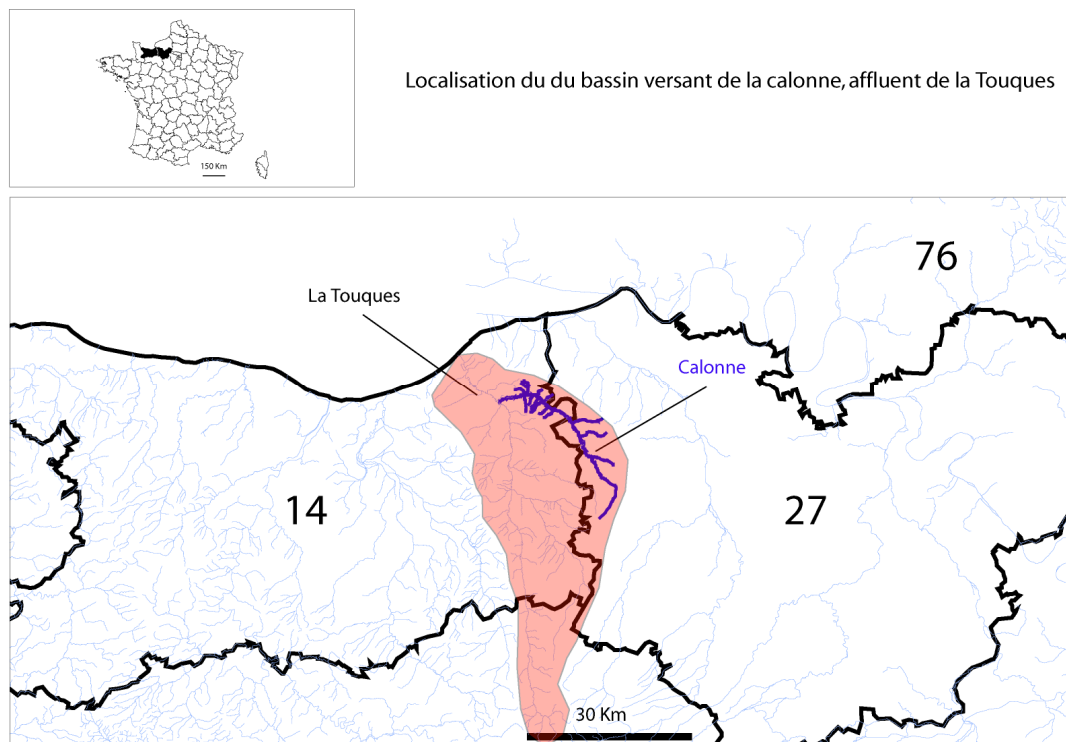 150 Km
Localisation du du bassin versant de la calonne, affluent de la Touques
76
La Touques
Calonne
14
27
30 Km